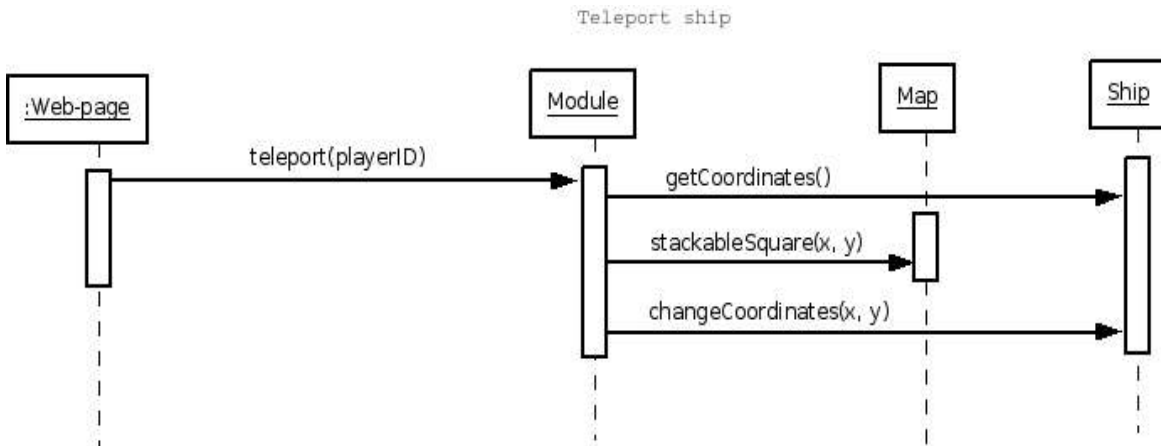 Teleport ship
:Web-page
Module
Map
Ship
teleport(playerID)
getCoordinates()
stackableSquare(x, y)
changeCoordinates(x, y)